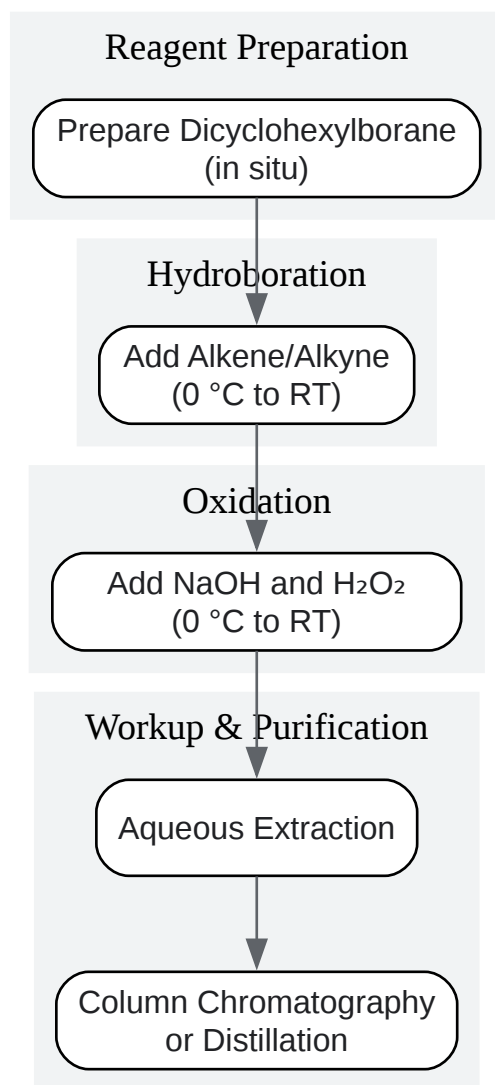 Reagent Preparation
Prepare Dicyclohexylborane
(in situ)
Hydroboration
Add Alkene/Alkyne
(0 °C to RT)
Oxidation
Add NaOH and H₂O₂
(0 °C to RT)
Workup & Purification
Aqueous Extraction
Column Chromatography
or Distillation